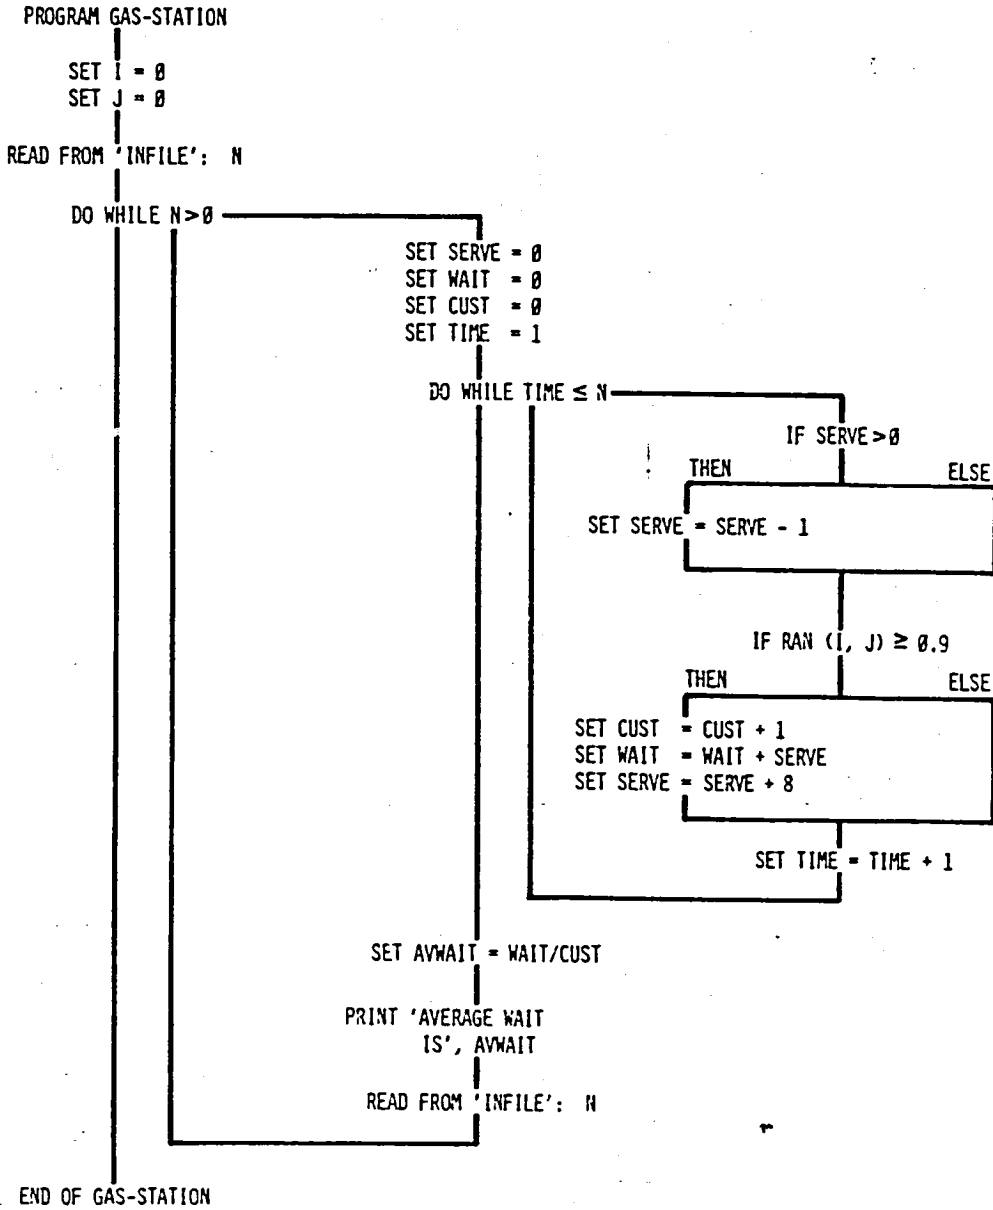 PROGRAM GAS-STATION
SET I = 0
SET J = 0
READ FROM 'INFILE': N
DO WHILE N>0
SET SERVE = 0
SET WAIT = 0
SET CUST = 0
SET TIME = 1
DO WHILE TIME ≤ N
IF SERVE>0
THEN ELSE
SET SERVE = SERVE - 1
IF RAN (I, J) ≥ 0.9
THEN ELSE
SET CUST = CUST + 1
SET WAIT = WAIT + SERVE
SET SERVE = SERVE + 8
SET TIME = TIME + 1
SET AVWAIT = WAIT/CUST
PRINT 'AVERAGE WAIT
IS', AVWAIT
READ FROM 'INFILE': N
END OF GAS-STATION